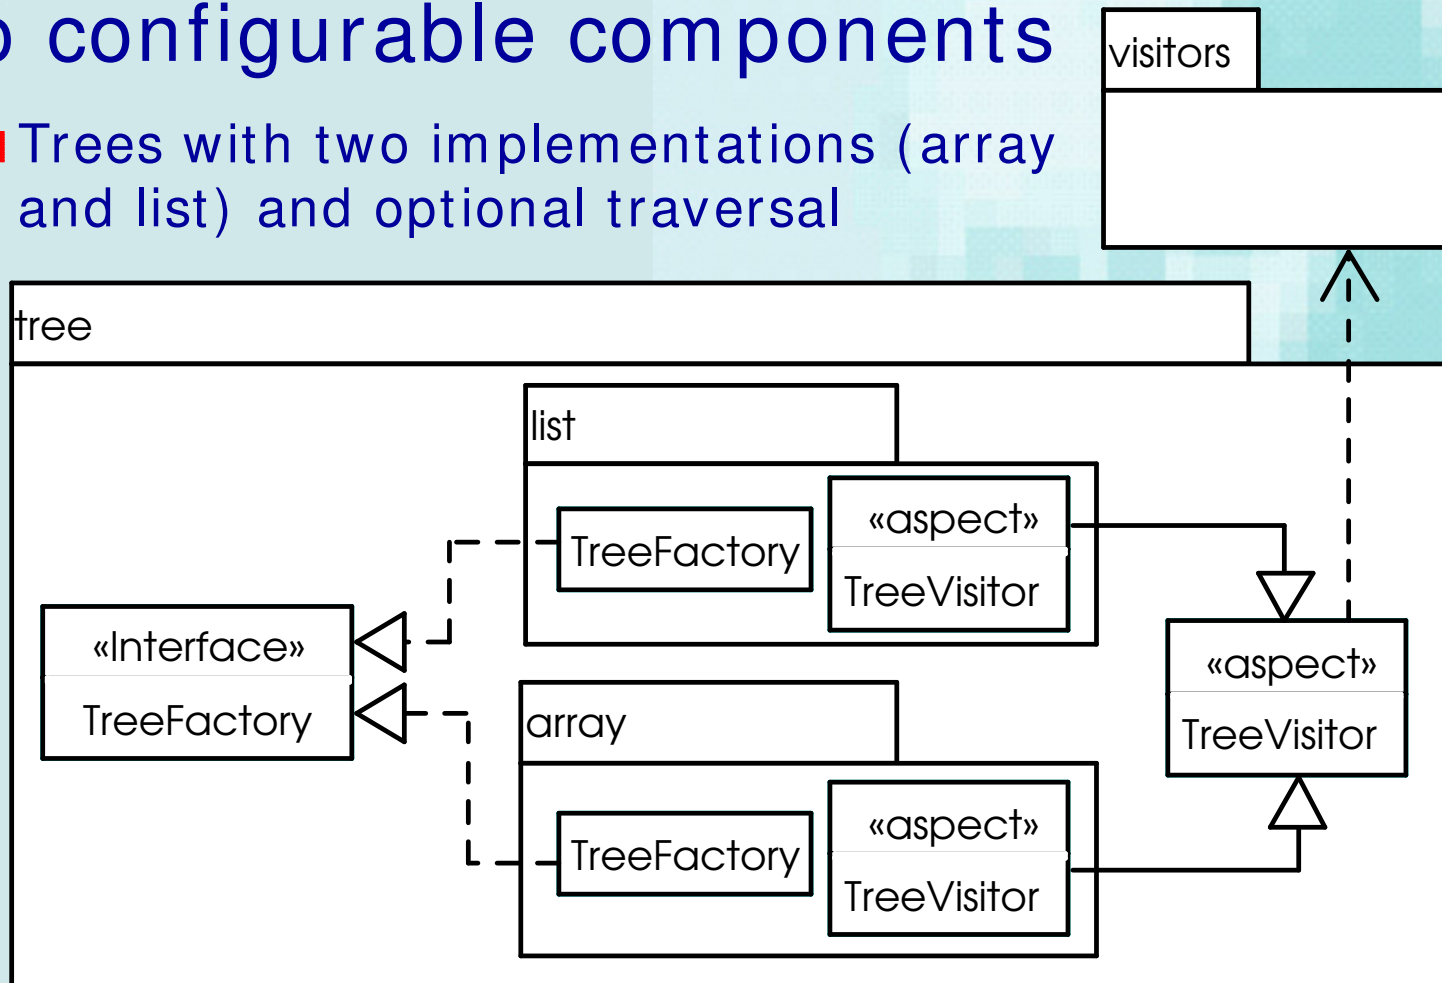 configurable components
Trees with two implementations (array
and list) and optional traversal
visitors
tree
list
TreeFactory
«aspect»
TreeVisitor
«Interface»
TreeFactory
«aspect»
TreeVisitor
array
TreeFactory
«aspect»
TreeVisitor